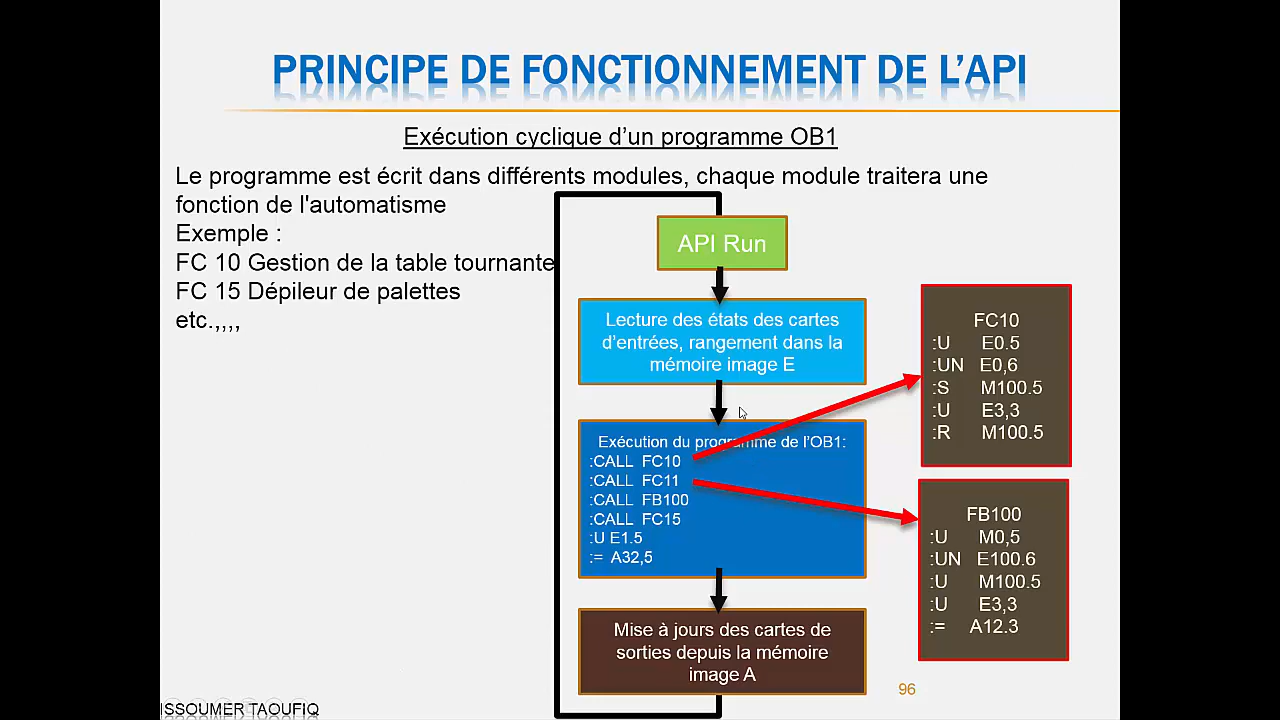 PRINCIPE DE FONCTIONNEMENT DE L’API
Exécution cyclique d’un programme OB1
Le programme est écrit dans différents modules, chaque module traitera une
fonction de l'automatisme
Exemple :
FC 10 Gestion de la table tournante
FC 15 Dépileur de palettes
etc.,,,,
API Run
Lecture des états des cartes
d’entrées, rangement dans la
mémoire image E
Exécution du programme de l’OB1:
:CALL FC10
:CALL FC11
:CALL FB100
:CALL FC15
:U E1.5
:= A32,5
Mise à jours des cartes de
sorties depuis la mémoire
image A
FC10
:U E0.5
:UN E0,6
:S M100.5
:U E3,3
:R M100.5
FB100
:U M0,5
:UN E100.6
:U M100.5
:U E3,3
:= A12.3
96
ISSOUMER TAOUFIQ